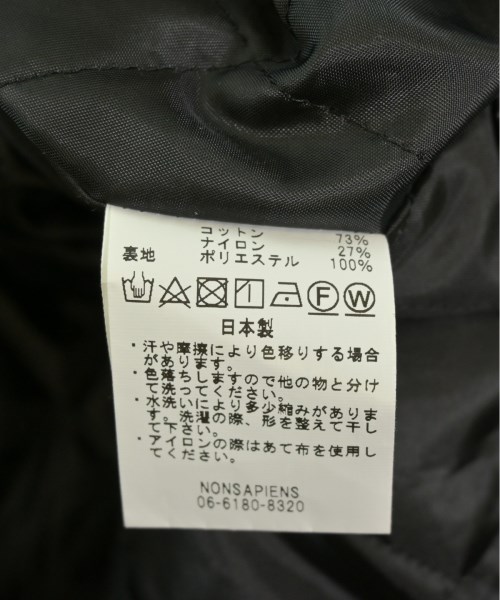 コットン 73%
ナイロン 27%
裏地 ポリエステル 100%
F W
日本製
・汗や摩擦により色移りする場合
があります。
・色落ちしますので他の物と分け
て洗ってください。
・水洗いにより多少縮みがありま
す。洗濯の際、形を整えて干し
て下さい。
・アイロンの際はあて布を使用し
てください。
NONSAPIENS
06-6180-8320